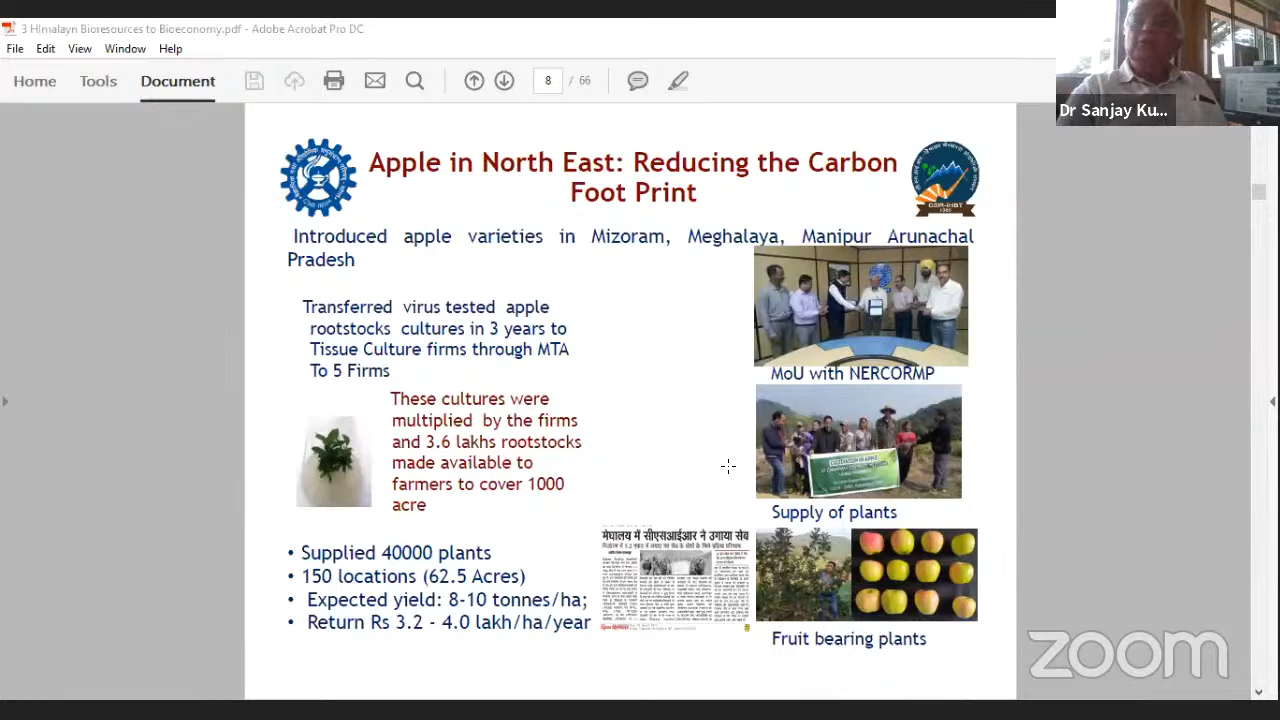 3 HImalayn Bioresources to Bioeconomy.pdf - Adobe Acrobat Pro DC
File Edit View Window Help
Home Tools Document 8 / 66
Dr Sanjay Ku...
Apple in North East: Reducing the Carbon
Foot Print
CSIR-IHBT
Introduced apple varieties in Mizoram, Meghalaya, Manipur Arunachal
Pradesh
Transferred virus tested apple
rootstocks cultures in 3 years to
Tissue Culture firms through MTA
To 5 Firms
MoU with NERCORMP
These cultures were
multiplied by the firms
and 3.6 lakhs rootstocks
made available to
farmers to cover 1000
acre
Supply of plants
मेघालय में सीएसआईआर ने उगाया सेब
• Supplied 40000 plants
• 150 locations (62.5 Acres)
• Expected yield: 8-10 tonnes/ha;
• Return Rs 3.2 - 4.0 lakh/ha/year
Fruit bearing plants
zoom